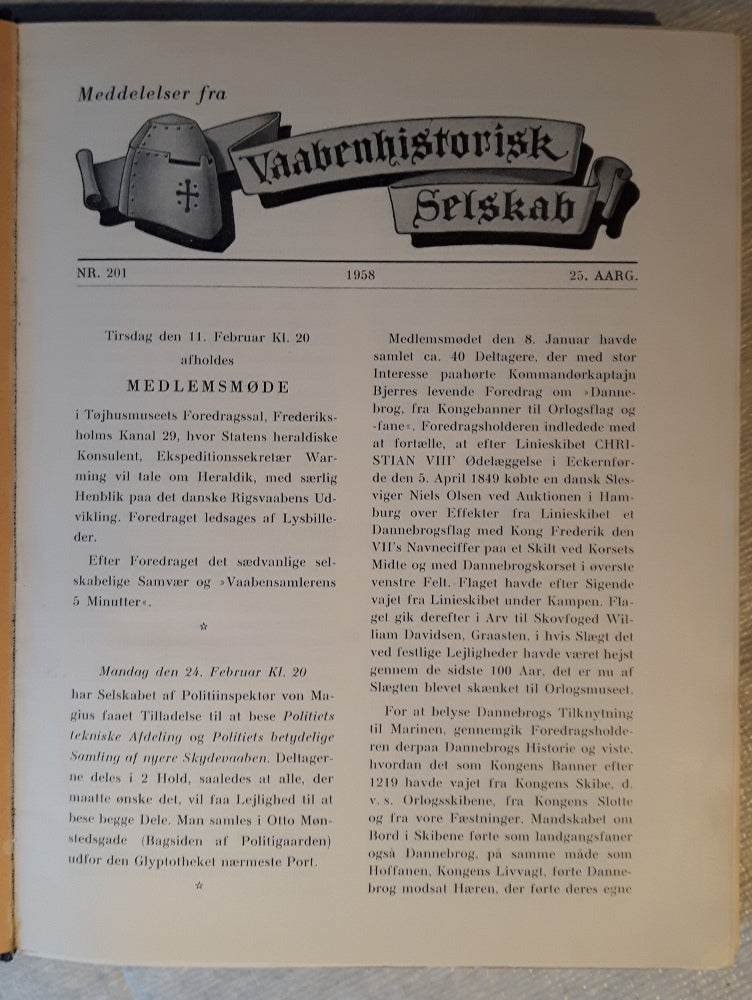 Meddelelser fra
Vaabenhistorisk
Selskab
NR. 201 1958 25. AARG.
Tirsdag den 11. Februar Kl. 20
afholdes
MEDLEMSMØDE
i Tøjhusmuseets Foredragssal, Frederiks-
holms Kanal 29, hvor Statens heraldiske
Konsulent, Ekspeditionssekretær War-
ming vil tale om Heraldik, med særlig
Henblik paa det danske Rigsvaabens Ud-
vikling. Foredraget ledsages af Lysbille-
der.
Efter Foredraget det sædvanlige sel-
skabelige Samvær og »Vaabensamlerens
5 Minutter«.
☆
Mandag den 24. Februar Kl. 20
har Selskabet af Politiinspektør von Ma-
gius faaet Tilladelse til at bese Politiets
tekniske Afdeling og Politiets betydelige
Samling af nyere Skydevaaben. Deltager-
ne deles i 2 Hold, saaledes at alle, der
maatte ønske det, vil faa Lejlighed til at
bese begge Dele. Man samles i Otto Møn-
stedsgade (Bagsiden af Politigaarden)
udfor den Glyptotheket nærmeste Port.
☆
Medlemsmødet den 8. Januar havde
samlet ca. 40 Deltagere, der med stor
Interesse paahørte Kommandørkaptajn
Bjerres levende Foredrag om »Danne-
brog, fra Kongebanner til Orlogsflag og
-fane«. Foredragsholderen indledede med
at fortælle, at efter Linieskibet CHRI-
STIAN VIII' Ødelæggelse i Eckernfør-
de den 5. April 1849 købte en dansk Sles-
viger Niels Olsen ved Auktionen i Ham-
burg over Effekter fra Linieskibet et
Dannebrogsflag med Kong Frederik den
VII's Navneciffer paa et Skilt ved Korsets
Midte og med Dannebrogskorset i øverste
venstre Felt. Flaget havde efter Sigende
vajet fra Linieskibet under Kampen. Fla-
get gik derefter i Arv til Skovfoged Wil-
liam Davidsen, Graasten, i hvis Slægt det
ved festlige Lejligheder havde været hejst
gennem de sidste 100 Aar, det er nu af
Slægten blevet skænket til Orlogsmuseet.
For at belyse Dannebrogs Tilknytning
til Marinen, gennemgik Foredragsholde-
ren derpaa Dannebrogs Historie og viste,
hvordan det som Kongens Banner efter
1219 havde vajet fra Kongens Skibe, d.
v. s. Orlogsskibene, fra Kongens Slotte
og fra vore Fæstninger. Mandskabet om
Bord i Skibene førte som landgangsfaner
også Dannebrog, på samme måde som
Hoffanen, Kongens Livvagt, førte Danne-
brog modsat Hæren, der førte deres egne